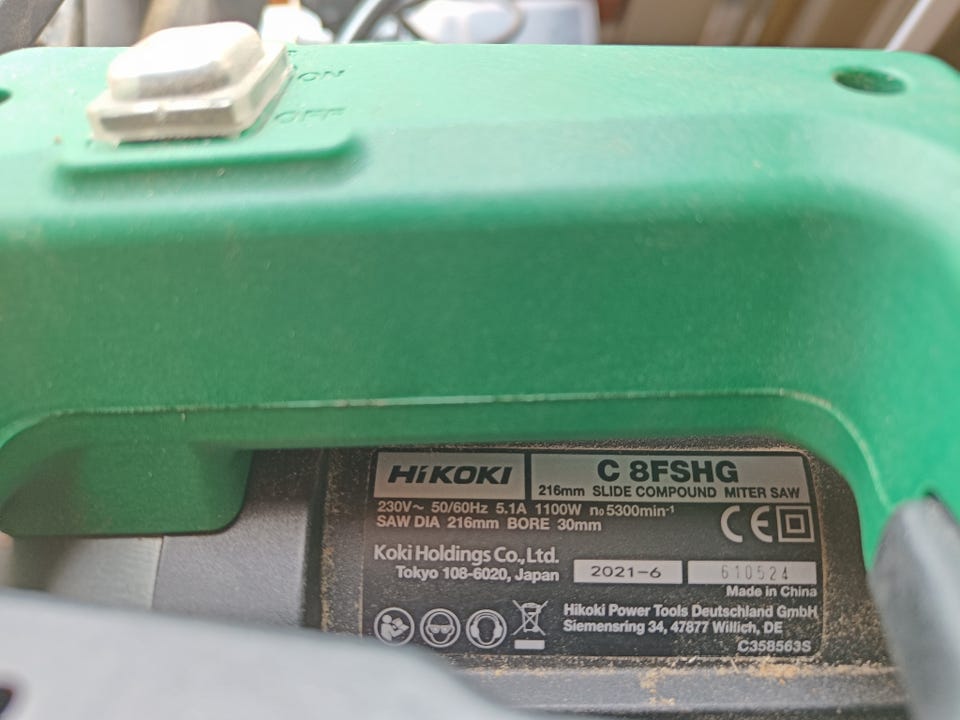 ON
OFF
HiKOKI
C 8FSHG
216mm SLIDE COMPOUND MITER SAW
230V~ 50/60Hz 5.1A 1100W n₀5300min⁻¹
SAW DIA 216mm BORE 30mm
CE
Koki Holdings Co., Ltd.
Tokyo 108-6020, Japan
2021-6
610524
Made in China
Hikoki Power Tools Deutschland GmbH
Siemensring 34, 47877 Willich, DE
C358563S